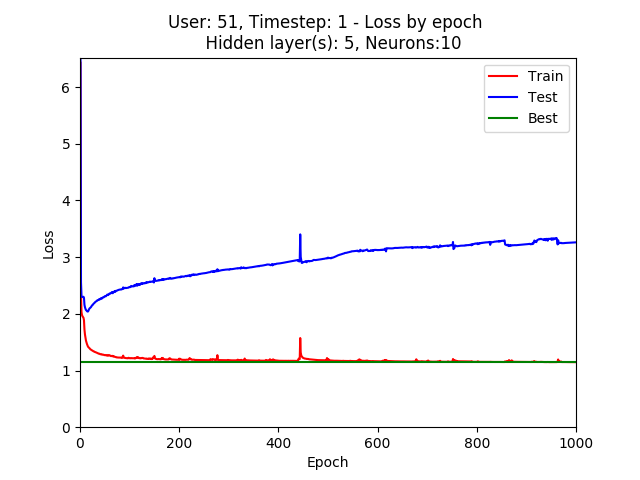 User: 51, Timestep: 1 - Loss by epoch
Hidden layer(s): 5, Neurons:10
Train
Test
Best
Loss
6
5
4
3
2
1
0
0 200 400 600 800 1000
Epoch